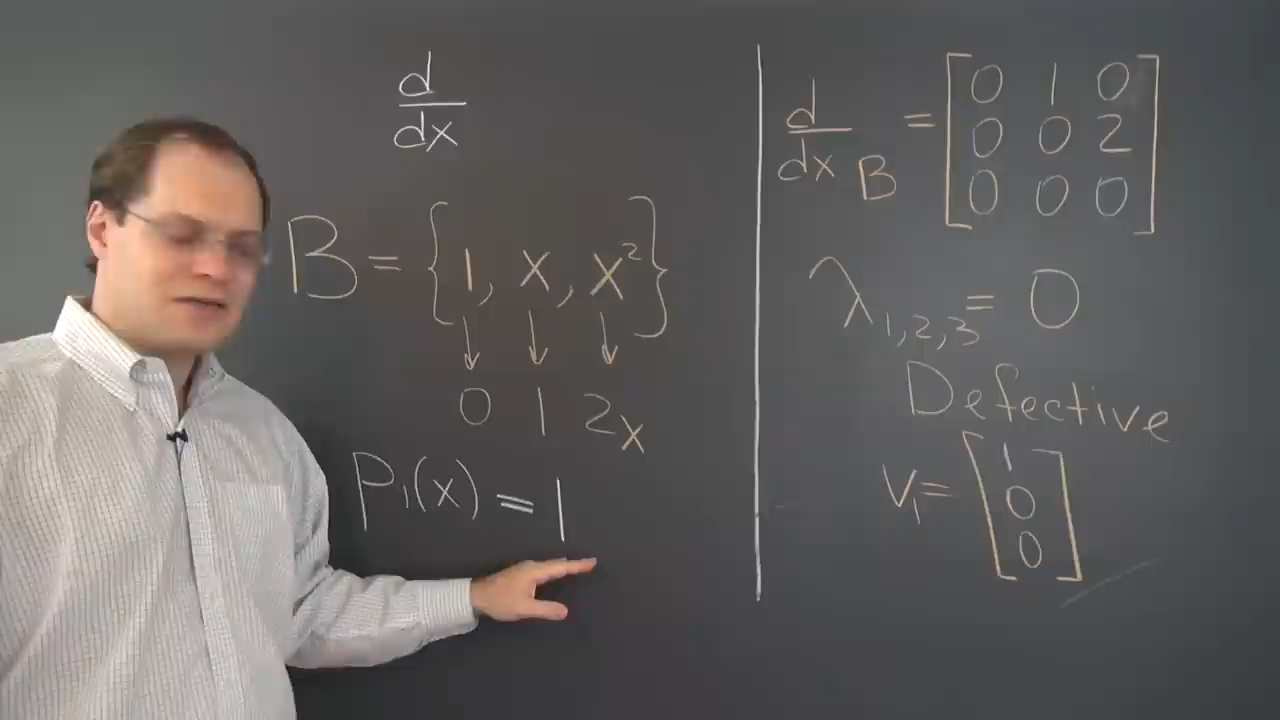 d
dx
B = {1, x, x²}
↓ ↓ ↓
0 1 2x
P₁(x) = 1
d/dx B = [0 1 0
0 0 2
0 0 0]
λ₁,₂,₃ = 0
Defective
V₁ = [1
0
0]